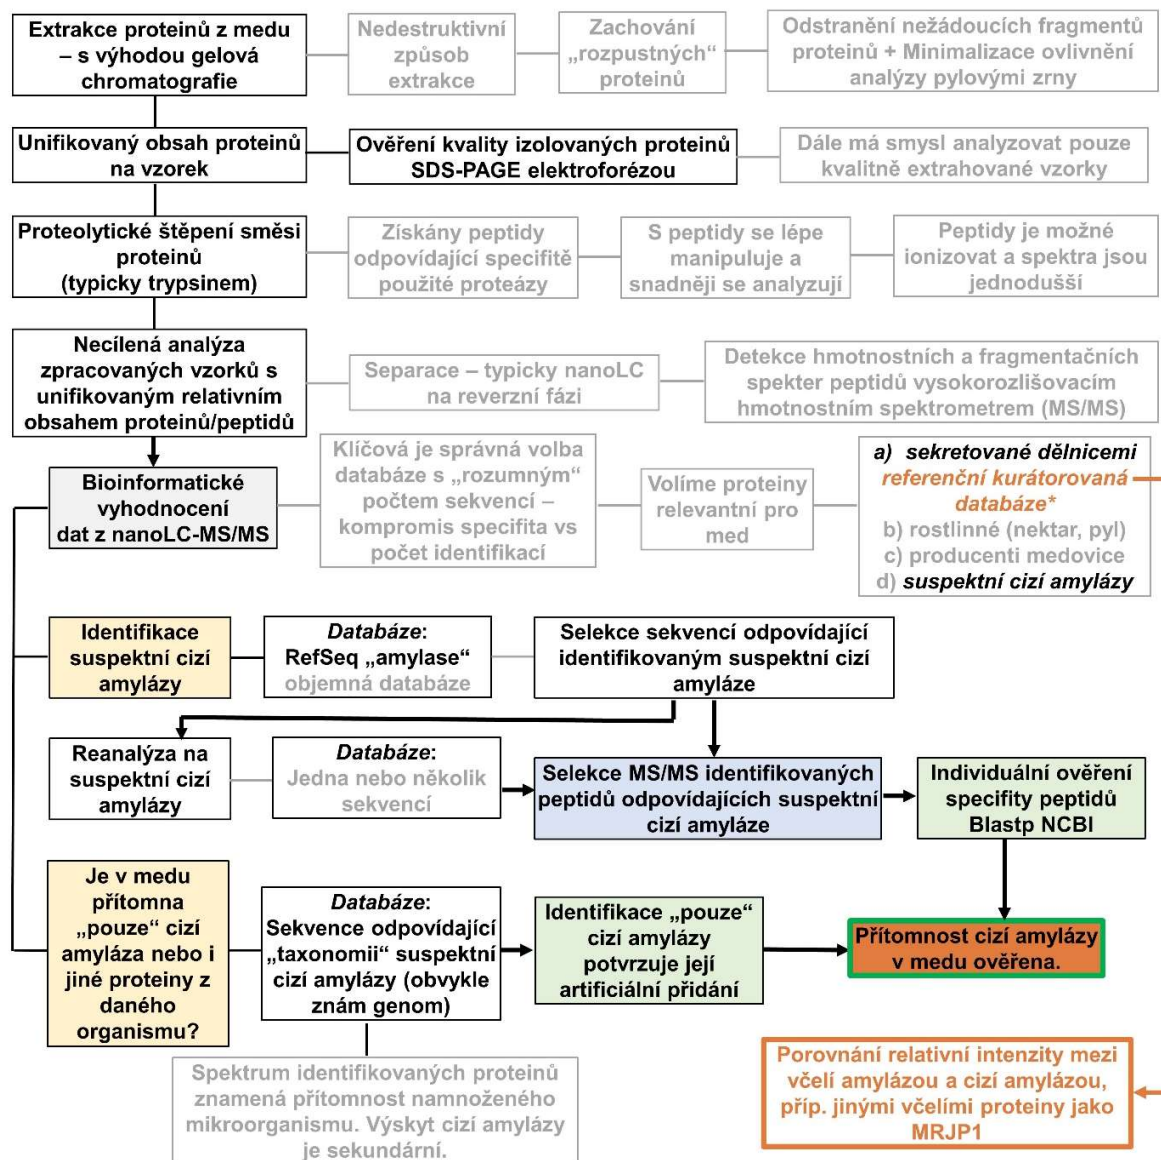 Extrakce proteinů z medu
– s výhodou gelová
chromatografie
Nedestruktivní
způsob
extrakce
Zachování
„rozpustných“
proteinů
Odstranění nežádoucích fragmentů
proteinů + Minimalizace ovlivnění
analýzy pylovými zrny
Unifikovaný obsah proteinů
na vzorek
Ověření kvality izolovaných proteinů
SDS-PAGE elektroforézou
Dále má smysl analyzovat pouze
kvalitně extrahované vzorky
Proteolytické štěpení směsi
proteinů
(typicky trypsinem)
Získány peptidy
odpovídající specifitě
použité proteázy
S peptidy se lépe
manipuluje a
snadněji se analyzují
Peptidy je možné
ionizovat a spektra jsou
jednodušší
Necílená analýza
zpracovaných vzorků s
unifikovaným relativním
obsahem proteinů/peptidů
Separace – typicky nanoLC
na reverzní fázi
Detekce hmotnostních a fragmentačních
spekter peptidů vysokorozlišovacím
hmotnostním spektrometrem (MS/MS)
Bioinformatické
vyhodnocení
dat z nanoLC-MS/MS
Klíčová je správná volba
databáze s „rozumným“
počtem sekvencí –
kompromis specifita vs
počet identifikací
Volíme proteiny
relevantní pro
med
a) sekretované dělnicemi
referenční kurátorovaná
databáze*
b) rostlinné (nektar, pyl)
c) producenti medovice
d) suspektní cizí amylázy
Identifikace
suspektní cizí
amylázy
Databáze:
RefSeq „amylase“
objemná databáze
Selekce sekvencí odpovídající
identifikovaným suspektní cizí
amyláze
Reanalýza na
suspektní cizí
amylázy
Databáze:
Jedna nebo několik
sekvencí
Selekce MS/MS identifikovaných
peptidů odpovídajících suspektní
cizí amyláze
Individuální ověření
specifity peptidů
Blastp NCBI
Je v medu
přítomna
„pouze“ cizí
amyláza nebo i
jiné proteiny z
daného
organismu?
Databáze:
Sekvence odpovídající
„taxonomii“ suspektní
cizí amylázy (obvykle
znám genom)
Identifikace „pouze“
cizí amylázy
potvrzuje její
artificiální přidání
Přítomnost cizí amylázy
v medu ověřena.
Spektrum identifikovaných proteinů
znamená přítomnost namnoženého
mikroorganismu. Výskyt cizí amylázy
je sekundární.
Porovnání relativní intenzity mezi
včelí amylázou a cizí amylázou,
příp. jinými včelími proteiny jako
MRJP1